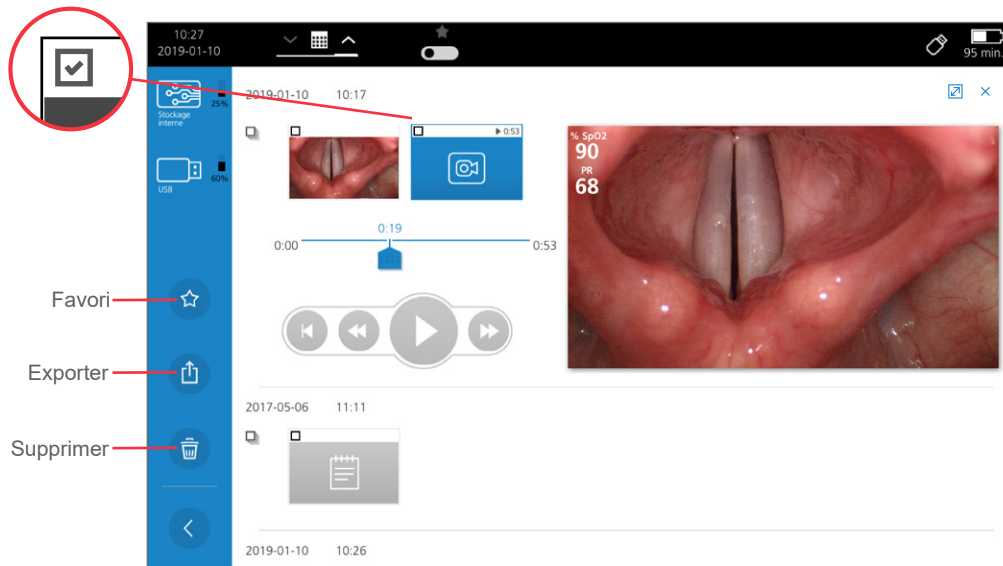 10:27
2019-01-10
95 min.
Stockage
interne
25%
USB
60%
2019-01-10 10:17
0:53
% SpO2
90
PR
68
0:19
0:00
0:53
Favori
Exporter
Supprimer
2017-05-06 11:11
2019-01-10 10:26